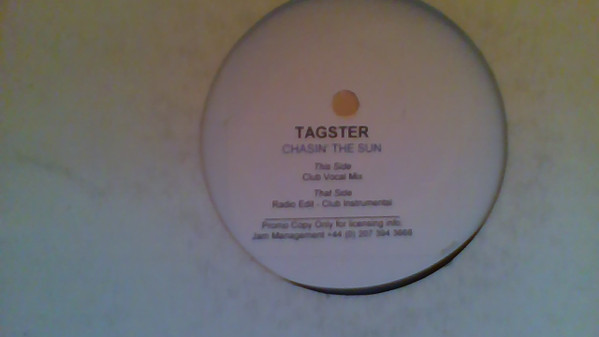 TAGSTER
CHASIN' THE SUN
This Side
Club Vocal Mix
That Side
Radio Edit - Club Instrumental
Promo Copy Only for licensing info:
Jam Management +44 (0) 207 394